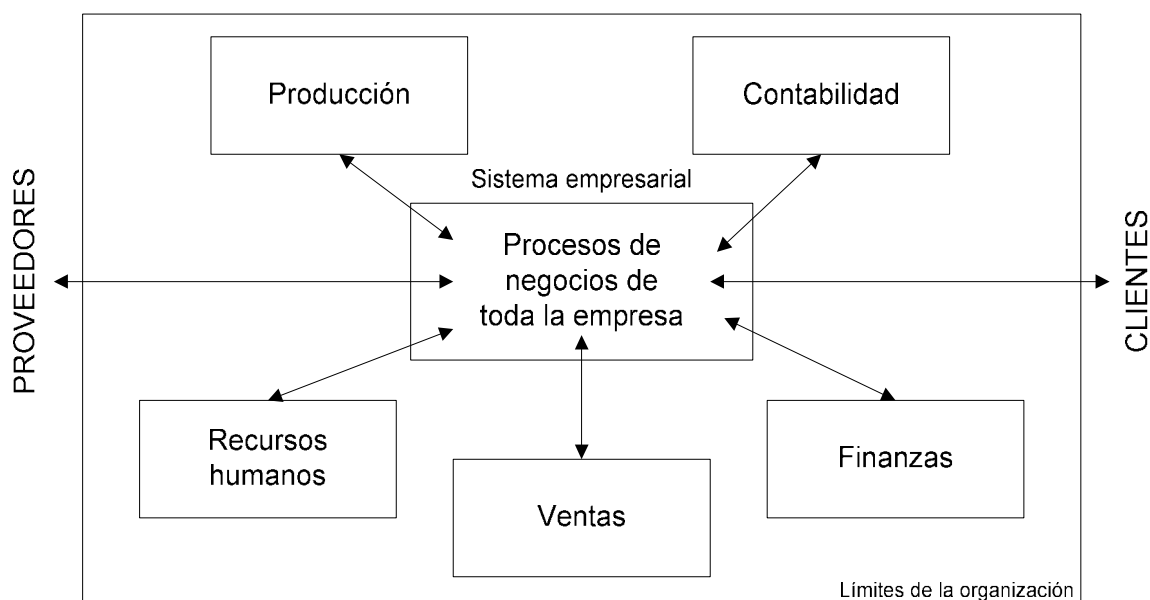 Producción
Contabilidad
Sistema empresarial
PROVEEDORES
Procesos de
negocios de
toda la empresa
CLIENTES
Recursos
humanos
Ventas
Finanzas
Límites de la organización